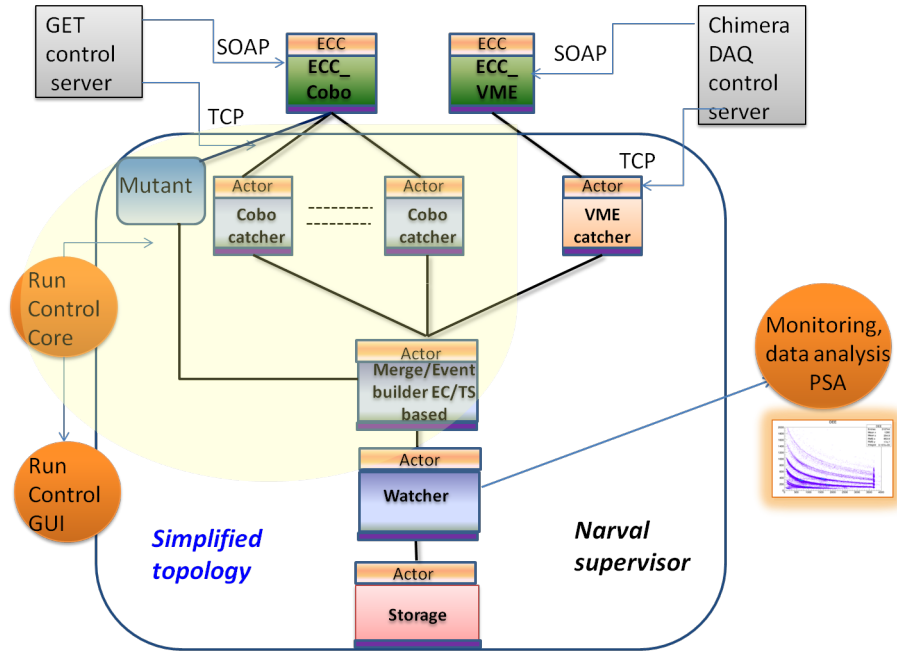 GET
control
server
SOAP
TCP
ECC
ECC_
Cobo
ECC
ECC_
VME
SOAP
Chimera
DAQ
control
server
TCP
Mutant
Actor
Cobo
catcher
Actor
Cobo
catcher
Actor
VME
catcher
Run
Control
Core
Actor
Merge/Event
builder EC/TS
based
Monitoring,
data analysis
PSA
Run
Control
GUI
Actor
Watcher
Simplified
topology
Narval
supervisor
Actor
Storage